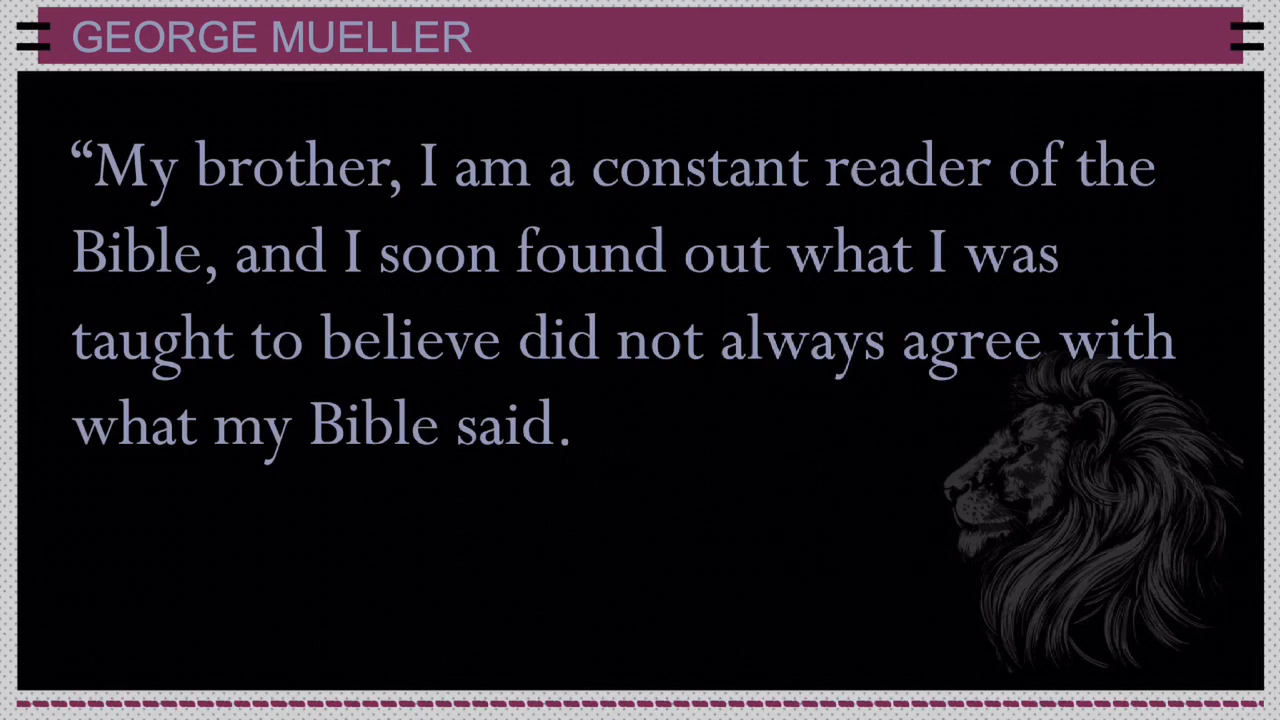 GEORGE MUELLER
“My brother, I am a constant reader of the
Bible, and I soon found out what I was
taught to believe did not always agree with
what my Bible said.